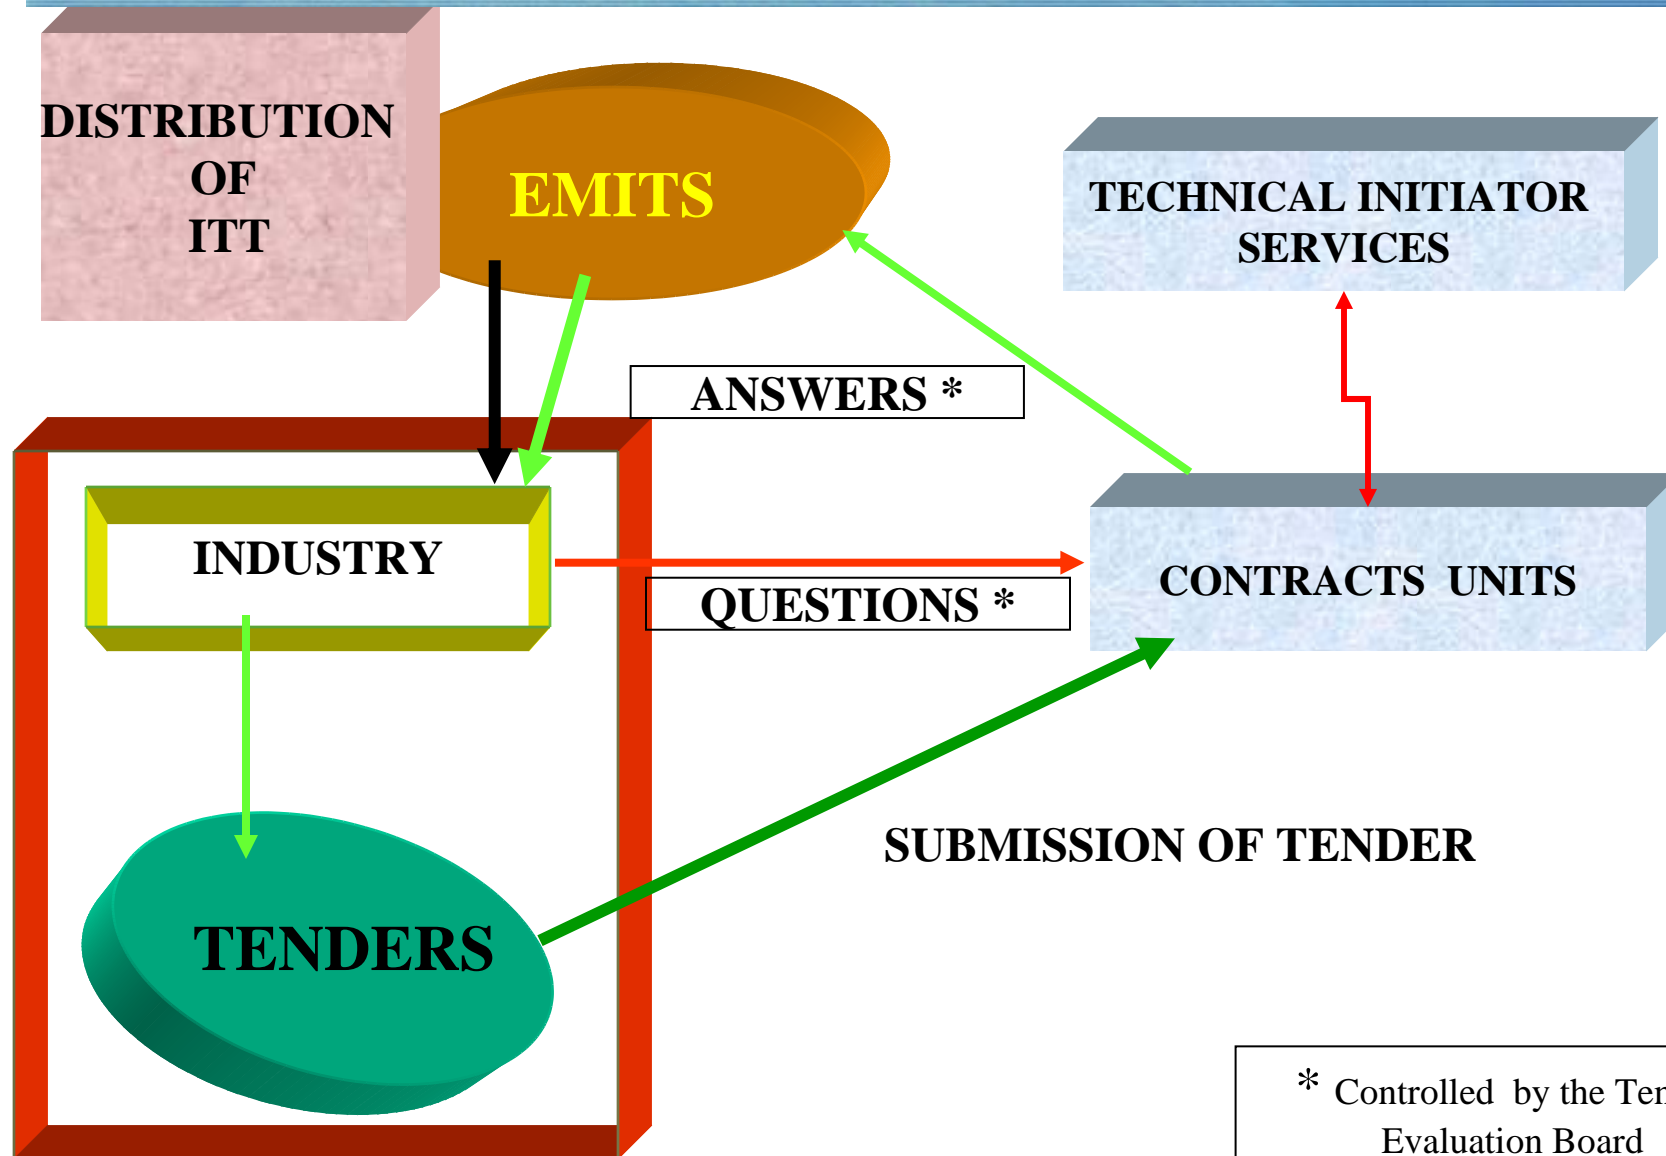 DISTRIBUTION
OF
ITT
EMITS
TECHNICAL INITIATOR
SERVICES
ANSWERS *
INDUSTRY
QUESTIONS *
CONTRACTS UNITS
SUBMISSION OF TENDER
TENDERS
* Controlled by the
Evaluation Board